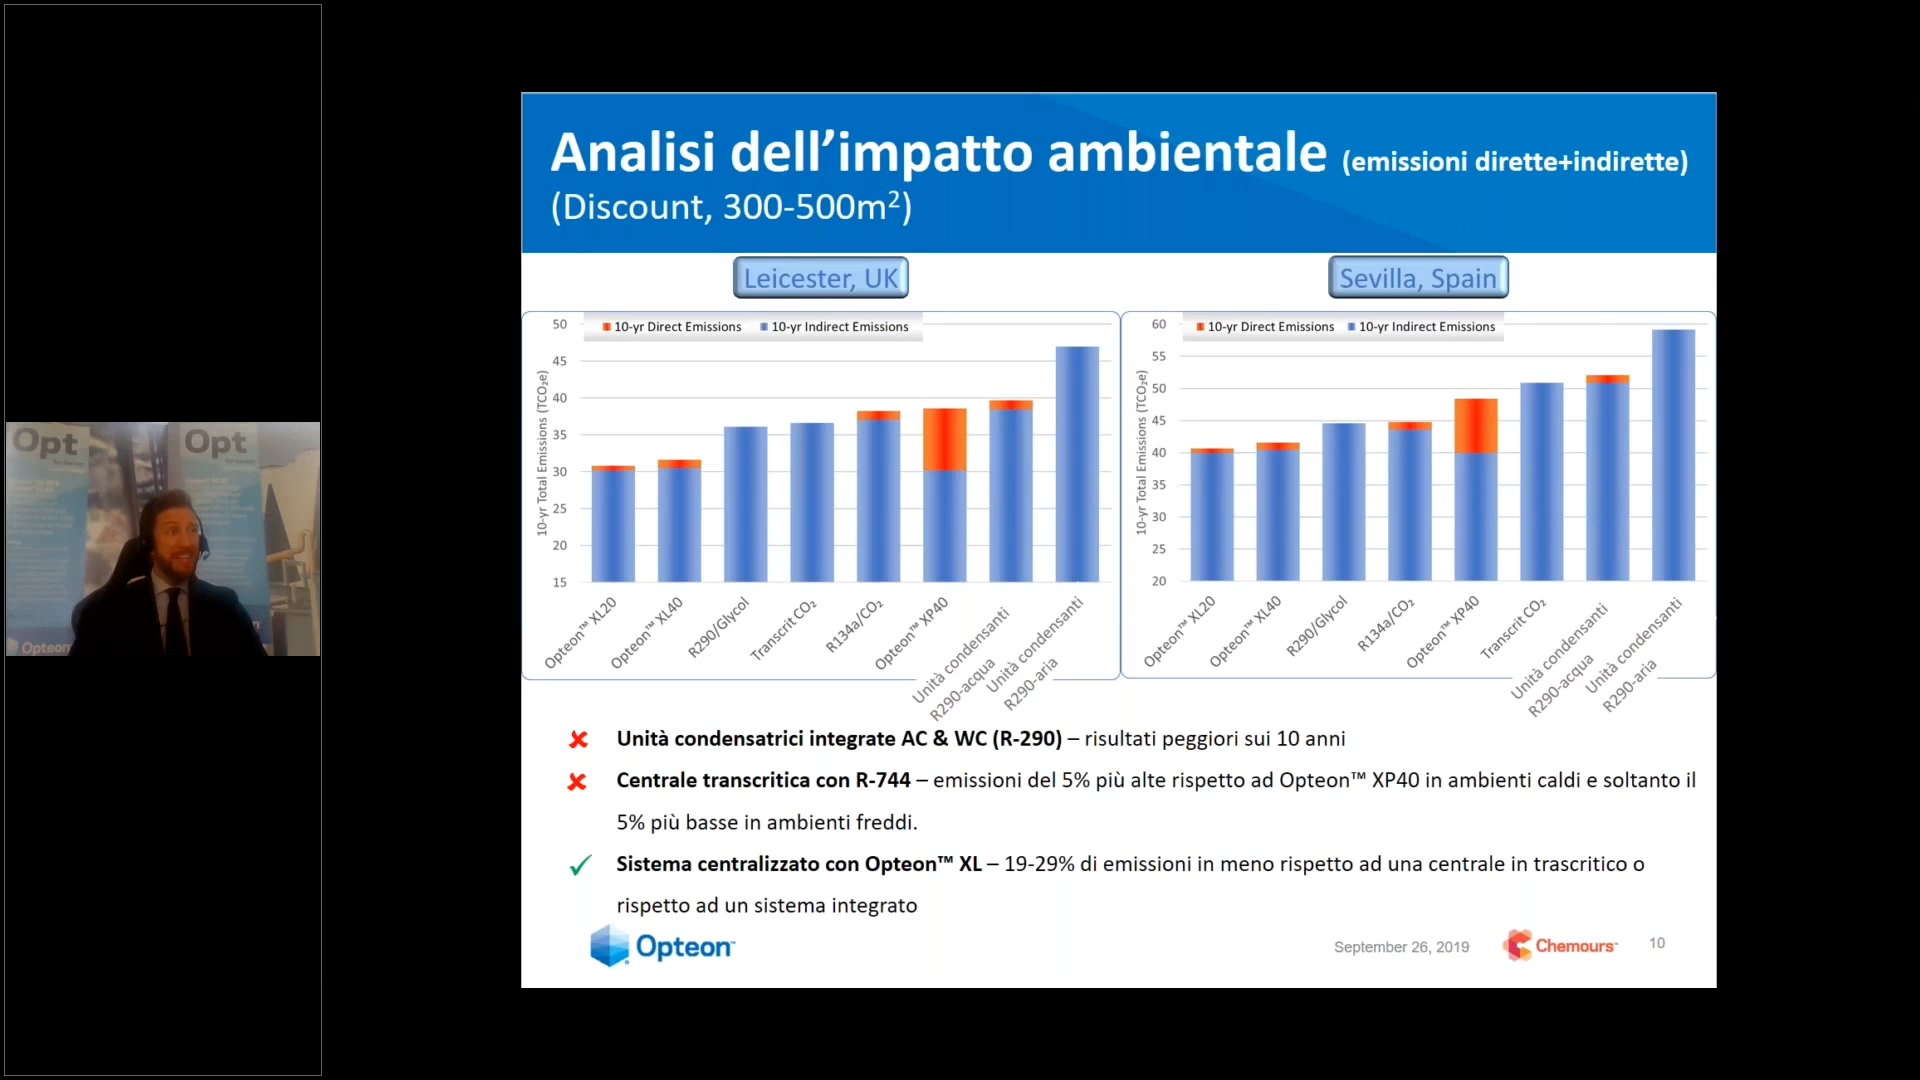 Opt
Opt
Opteon
Analisi dell’impatto ambientale (emissioni dirette+indirette)
(Discount, 300-500m²)
Leicester, UK
10-yr Direct Emissions
10-yr Indirect Emissions
10-yr Total Emissions (TCO₂e)
50
45
40
35
30
25
20
15
Opteon™ XL20
Opteon™ XL40
R290/Glycol
Transcrit CO₂
R134a/CO₂
Opteon™ XP40
Unità condensanti
R290-acqua
Unità condensanti
R290-aria
Sevilla, Spain
10-yr Direct Emissions
10-yr Indirect Emissions
10-yr Total Emissions (TCO₂e)
60
55
50
45
40
35
30
25
20
Opteon™ XL20
Opteon™ XL40
R290/Glycol
R134a/CO₂
Opteon™ XP40
Transcrit CO₂
Unità condensanti
R290-acqua
Unità condensanti
R290-aria
Unità condensatrici integrate AC & WC (R-290) – risultati peggiori sui 10 anni
Centrale transcritica con R-744 – emissioni del 5% più alte rispetto ad Opteon™ XP40 in ambienti caldi e soltanto il
5% più basse in ambienti freddi.
Sistema centralizzato con Opteon™ XL – 19-29% di emissioni in meno rispetto ad una centrale in trascritico o
rispetto ad un sistema integrato
Opteon™
September 26, 2019
Chemours™
10